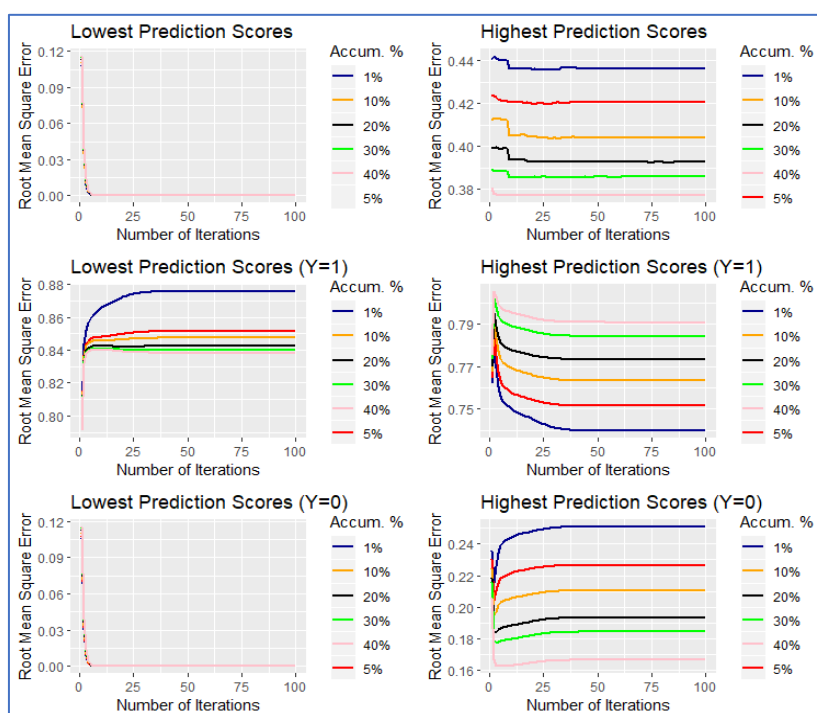 Lowest Prediction Scores
Root Mean Square Error
0.12
0.09
0.06
0.03
0.00
0 25 50 75 100
Number of Iterations
Accum. %
1%
10%
20%
30%
40%
5%
Highest Prediction Scores
Root Mean Square Error
0.44
0.42
0.40
0.38
0 25 50 75 100
Number of Iterations
Accum. %
1%
10%
20%
30%
40%
5%
Lowest Prediction Scores (Y=1)
Root Mean Square Error
0.88
0.86
0.84
0.82
0.80
0 25 50 75 100
Number of Iterations
Accum. %
1%
10%
20%
30%
40%
5%
Highest Prediction Scores (Y=1)
Root Mean Square Error
0.79
0.77
0.75
0 25 50 75 100
Number of Iterations
Accum. %
1%
10%
20%
30%
40%
5%
Lowest Prediction Scores (Y=0)
Root Mean Square Error
0.12
0.09
0.06
0.03
0.00
0 25 50 75 100
Number of Iterations
Accum. %
1%
10%
20%
30%
40%
5%
Highest Prediction Scores (Y=0)
Root Mean Square Error
0.24
0.22
0.20
0.18
0.16
0 25 50 75 100
Number of Iterations
Accum. %
1%
10%
20%
30%
40%
5%